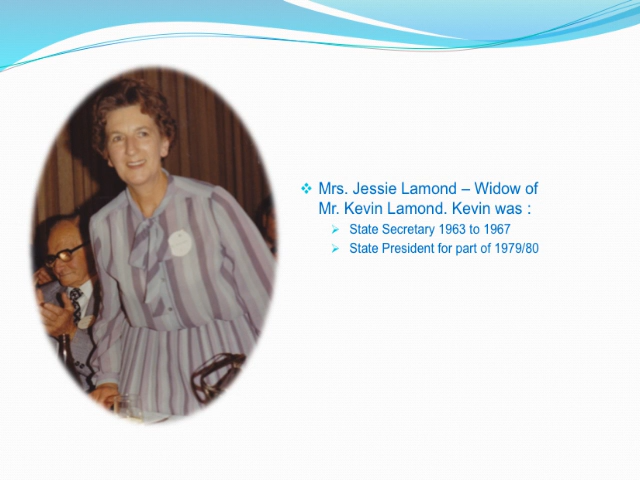 Mrs. Jessie Lamond – Widow of
Mr. Kevin Lamond. Kevin was :
State Secretary 1963 to 1967
State President for part of 1979/80